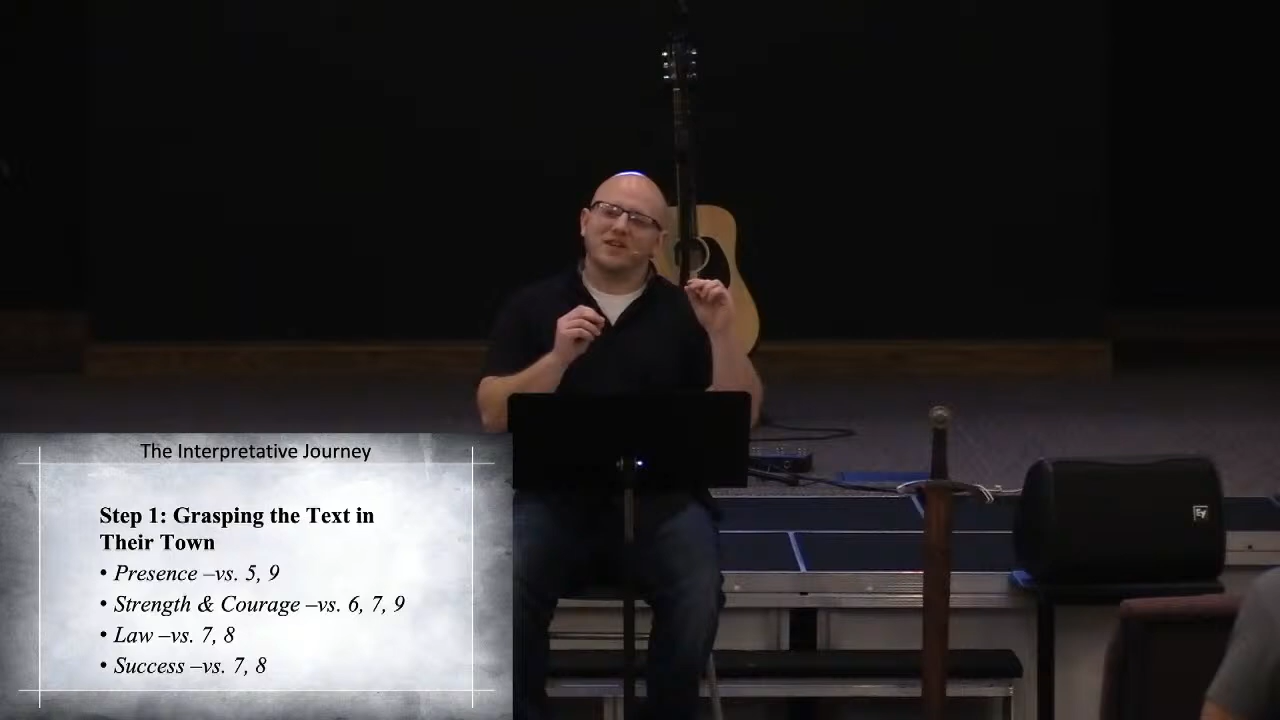 The Interpretative Journey
Step 1: Grasping the Text in
Their Town
• Presence –vs. 5, 9
• Strength & Courage –vs. 6, 7, 9
• Law –vs. 7, 8
• Success –vs. 7, 8
EV